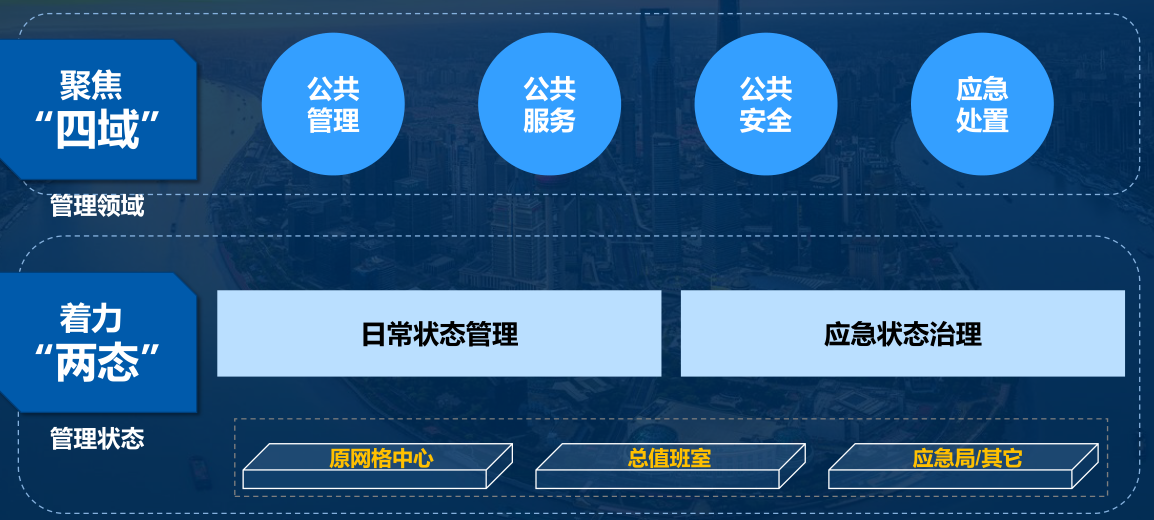 聚焦
“四域”
管理领域
公共
管理
公共
服务
公共
安全
应急
处置
着力
“两态”
管理状态
日常状态管理
应急状态治理
原网格中心
总值班室
应急局/其它